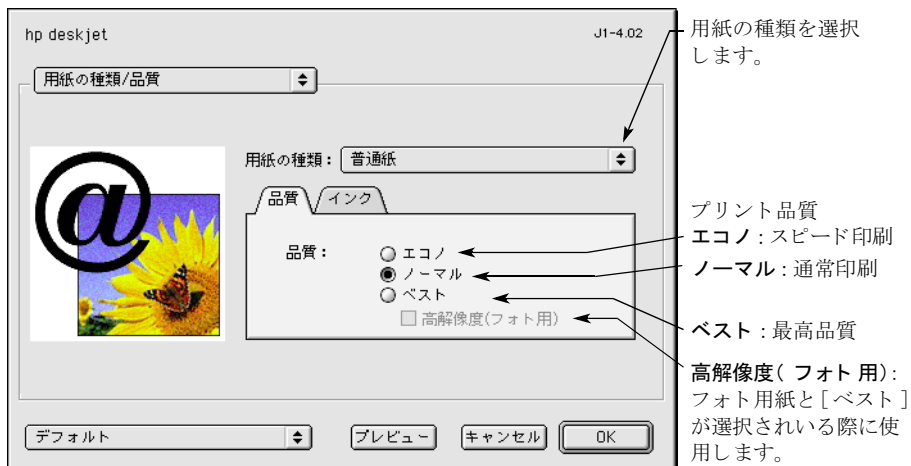 hp deskjet
J1-4.02
用紙の種類/品質
用紙の種類：
普通紙
品質
インク
品質：
エコノ
ノーマル
ベスト
高解像度(フォト用)
デフォルト
プレビュー
キャンセル
OK
用紙の種類を選択
します。
プリント品質
エコノ : スピード印刷
ノーマル : 通常印刷
ベスト : 最高品質
高解像度( フォト 用) :
フォト用紙と [ ベスト ]
が選択されいる際に使
用します。
@